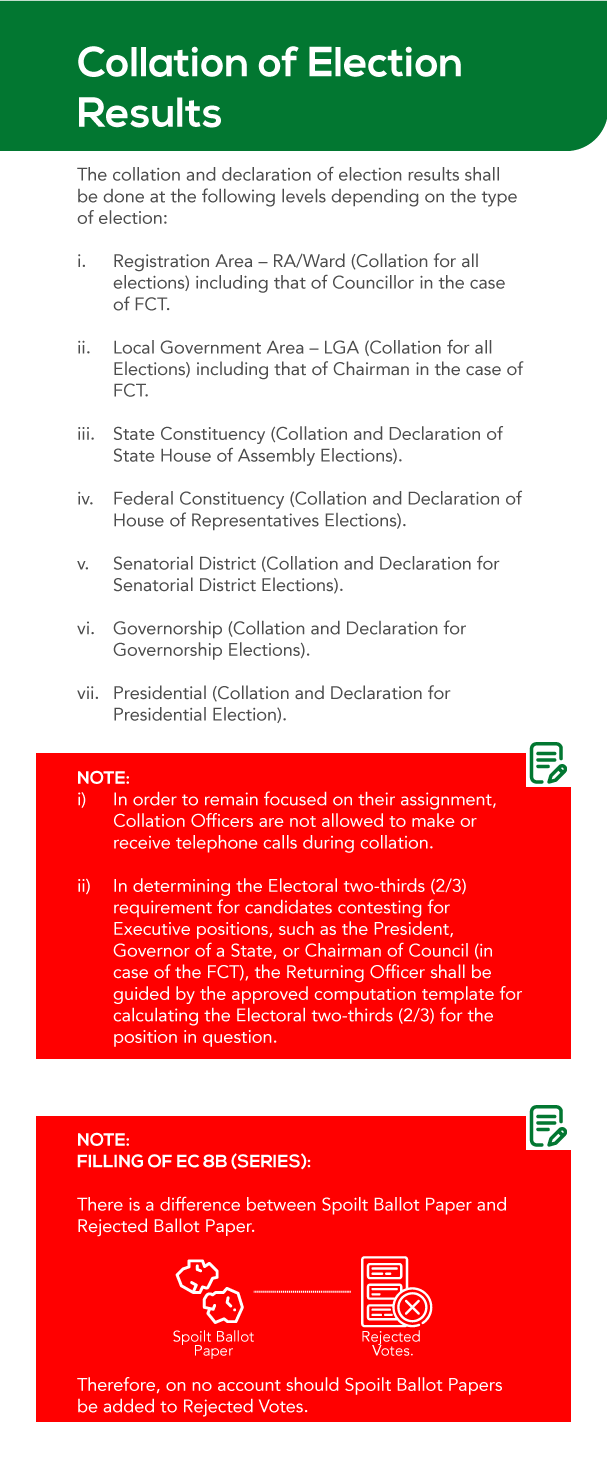 Collation of Election
Results
The collation and declaration of election results shall
be done at the following levels depending on the type
of election:
i. Registration Area – RA/Ward (Collation for all
elections) including that of Councillor in the case
of FCT.
ii. Local Government Area – LGA (Collation for all
Elections) including that of Chairman in the case of
FCT.
iii. State Constituency (Collation and Declaration of
State House of Assembly Elections).
iv. Federal Constituency (Collation and Declaration of
House of Representatives Elections).
v. Senatorial District (Collation and Declaration for
Senatorial District Elections).
vi. Governorship (Collation and Declaration for
Governorship Elections).
vii. Presidential (Collation and Declaration for
Presidential Election).
NOTE:
i) In order to remain focused on their assignment,
Collation Officers are not allowed to make or
receive telephone calls during collation.
ii) In determining the Electoral two-thirds (2/3)
requirement for candidates contesting for
Executive positions, such as the President,
Governor of a State, or Chairman of Council (in
case of the FCT), the Returning Officer shall be
guided by the approved computation template for
calculating the Electoral two-thirds (2/3) for the
position in question.
NOTE:
FILLING OF EC 8B (SERIES):
There is a difference between Spoilt Ballot Paper and
Rejected Ballot Paper.
Spoilt Ballot
Paper
Rejected
Votes.
Therefore, on no account should Spoilt Ballot Papers
be added to Rejected Votes.